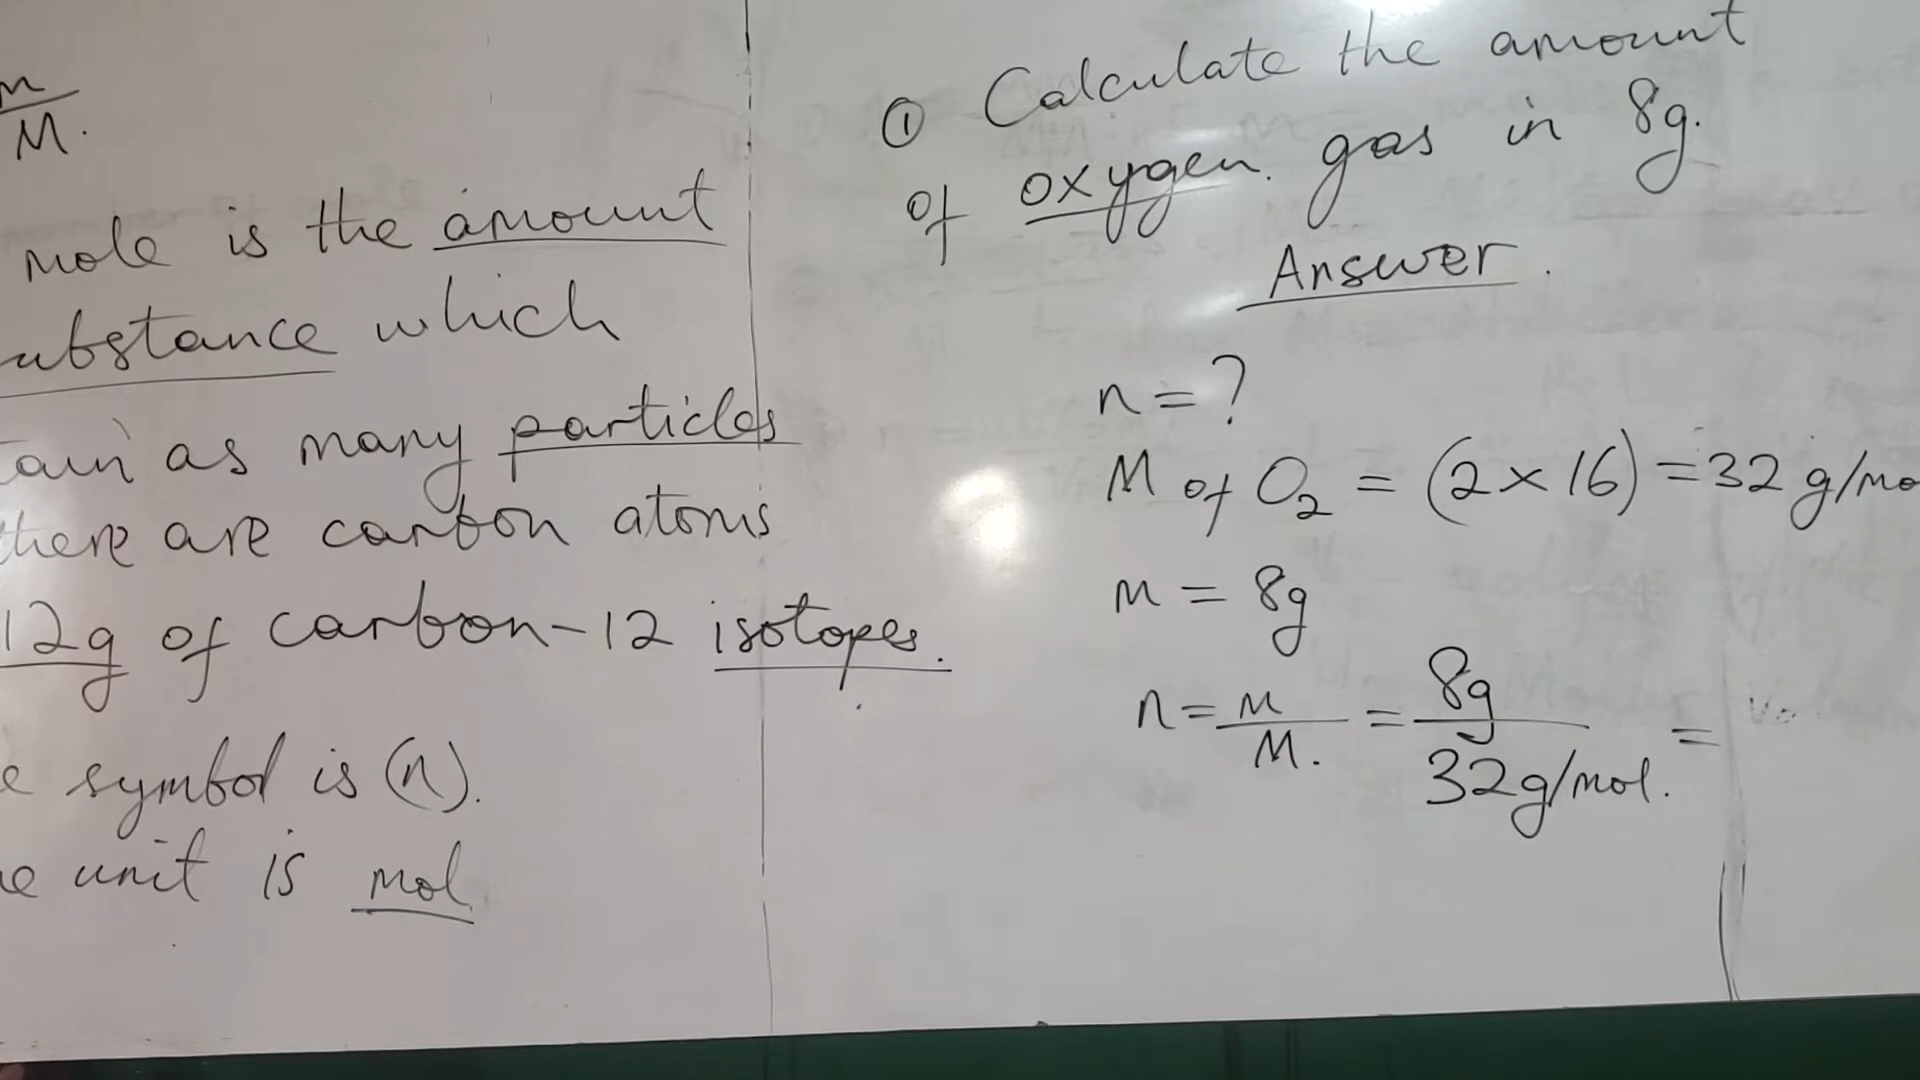 m
M.
mole is the amount
ubstance which
tain as many particles
there are carbon atoms
12g of carbon-12 isotopes.
e symbol is (n).
e unit is mol
① Calculate the amount
of oxygen gas in 8g.
Answer.
n = ?
M of O₂ = (2 × 16) = 32 g/mo
m = 8g
n = m/M. = 8g/32g/mol. =